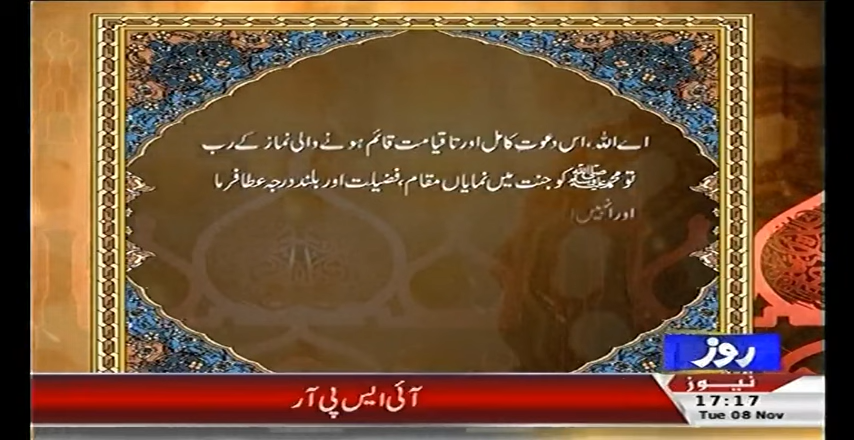 اے اللہ، اس دعوتِ کامل اور تا قیامت قائم ہونے والی نماز کے رب
تو محمد ﷺ کو جنت میں نمایاں مقام، فضیلت اور بلند درجہ عطا فرما
اور انہیں
روز
نیوز
آئی ایس پی آر
17:17
Tue 08 Nov